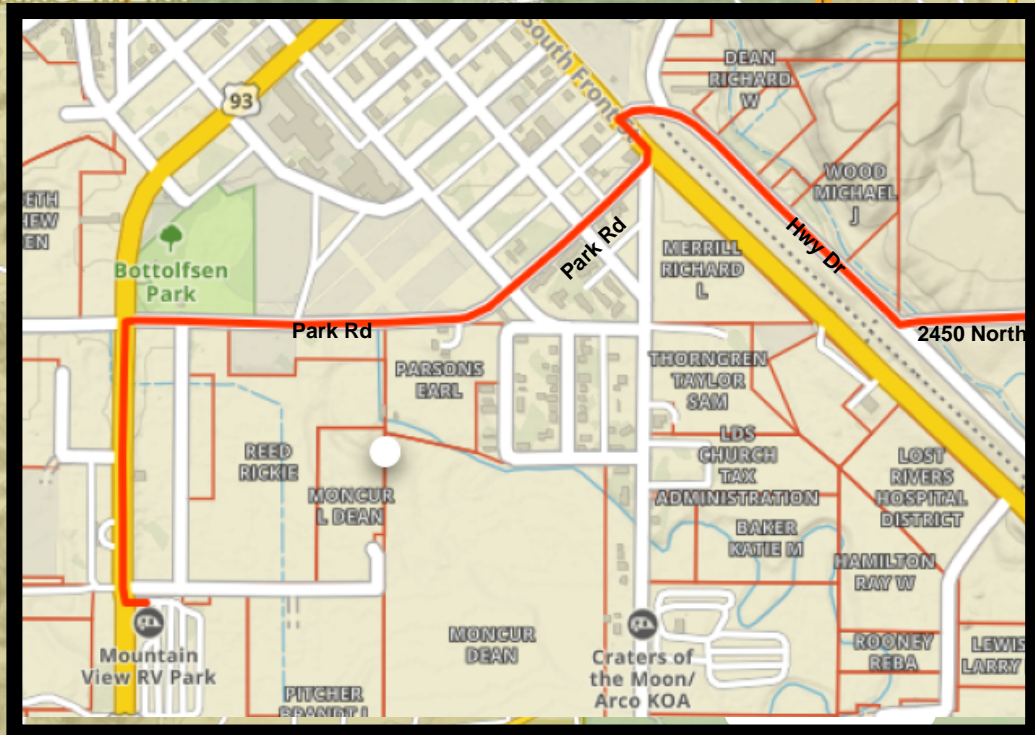 South Front St
DEAN
RICHARD
W
93
WOOD
MICHAEL
J
Park Rd
Hwy Dr
MERRILL
RICHARD
L
Bottolfsen
Park
Park Rd
2450 North
PARSONS
EARL
THORNGREN
TAYLOR
SAM
REED
RICKIE
MONCUR
L DEAN
LDS
CHURCH
TAX
ADMINISTRATION
LOST
RIVERS
HOSPITAL
DISTRICT
BAKER
KATIE M
HAMILTON
RAY W
MONCUR
DEAN
ROONEY
REBA
LEWIS
LARRY
Mountain
View RV Park
Craters of
the Moon/
Arco KOA
PITCHER
BRANDT L